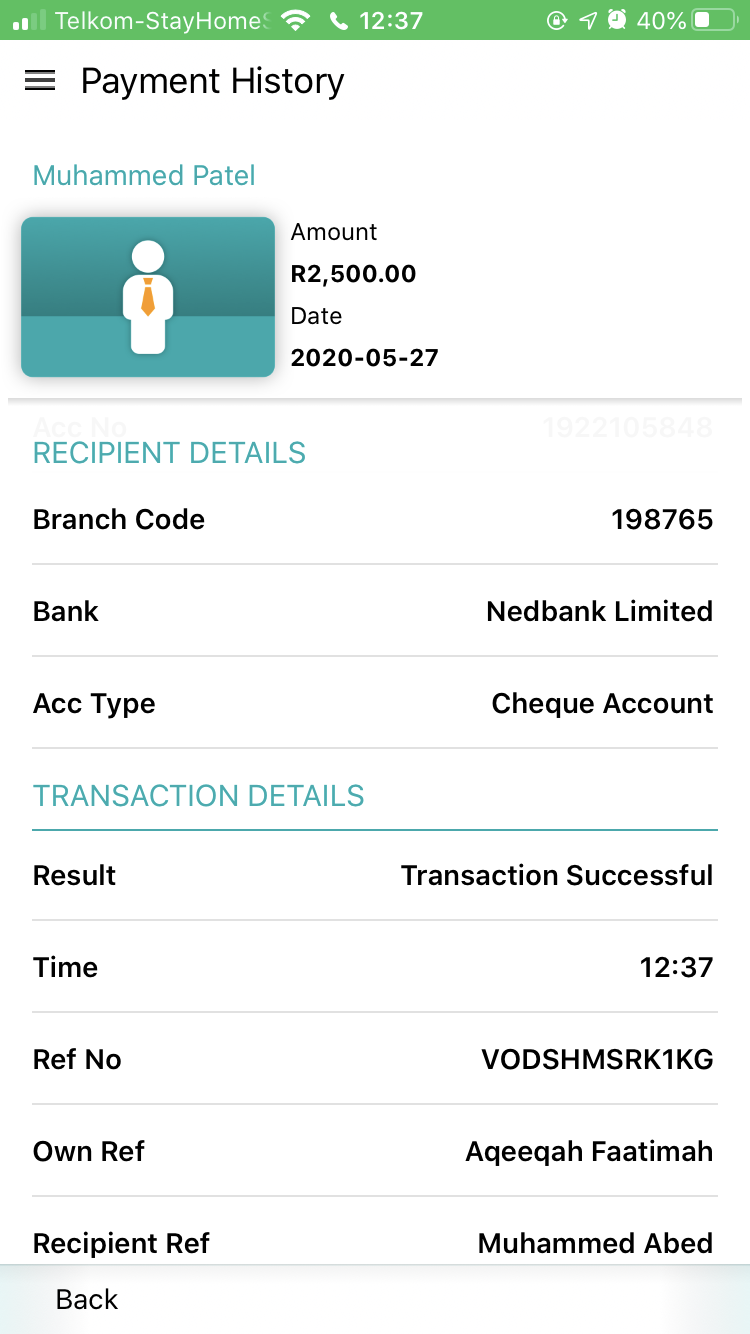 Telkom-StayHome 12:37 40%
Payment History
Muhammed Patel
Amount
R2,500.00
Date
2020-05-27
Acc No 1922105848
RECIPIENT DETAILS
Branch Code 198765
Bank Nedbank Limited
Acc Type Cheque Account
TRANSACTION DETAILS
Result Transaction Successful
Time 12:37
Ref No VODSHMSRK1KG
Own Ref Aqeeqah Faatimah
Recipient Ref Muhammed Abed
Back